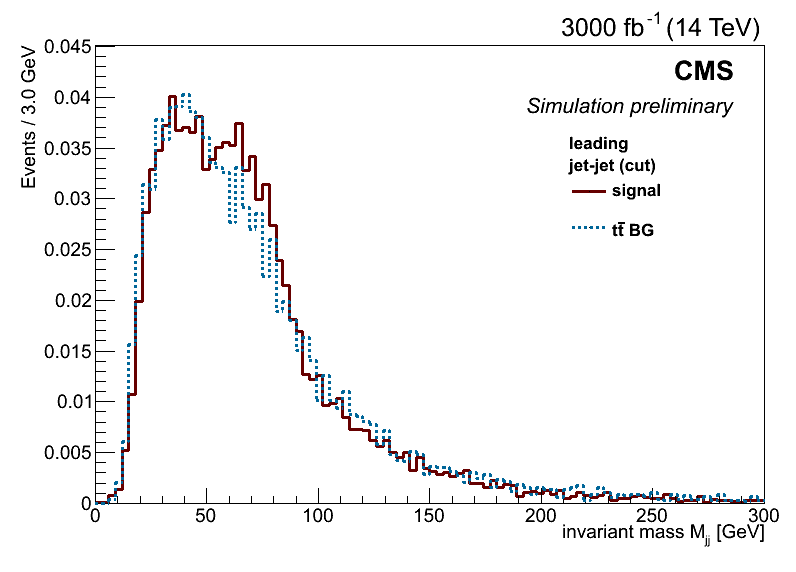 3000 fb⁻¹ (14 TeV)
CMS
Simulation preliminary
leading
jet-jet (cut)
signal
tt̄ BG
Events / 3.0 GeV
0.045
0.04
0.035
0.03
0.025
0.02
0.015
0.01
0.005
0
0 50 100 150 200 250 300
invariant mass Mjj [GeV]